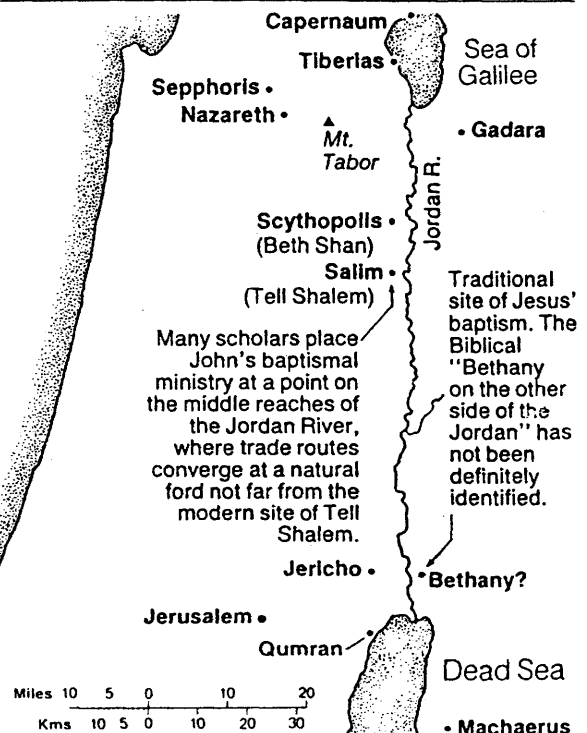 Capernaum
Sea of
Galilee
Tiberias
Sepphoris
Nazareth
Gadara
Mt.
Tabor
Jordan R.
Scythopolis
(Beth Shan)
Salim
(Tell Shalem)
Traditional
site of Jesus'
baptism. The
Biblical
"Bethany
on the other
side of the
Jordan" has
not been
definitely
identified.
Many scholars place
John's baptismal
ministry at a point on
the middle reaches of
the Jordan River,
where trade routes
converge at a natural
ford not far from the
modern site of Tell
Shalem.
Jericho
Bethany?
Jerusalem
Qumran
Dead Sea
Miles 10 5 0 10 20
Kms 10 5 0 10 20 30
Machaerus